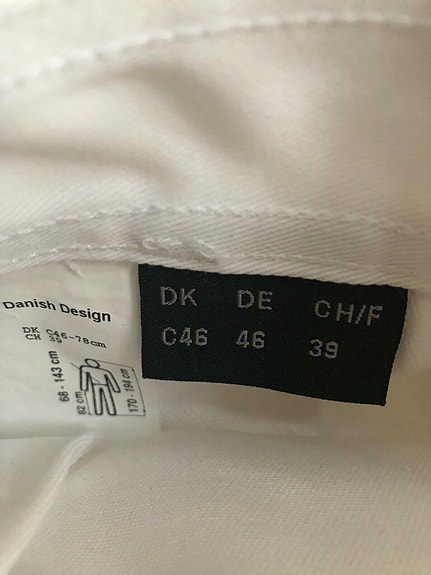 Danish Design
DK C46-78cm
CH
68 - 143 cm
82 cm
170 - 194 cm
DK DE CH/F
C46 46 39